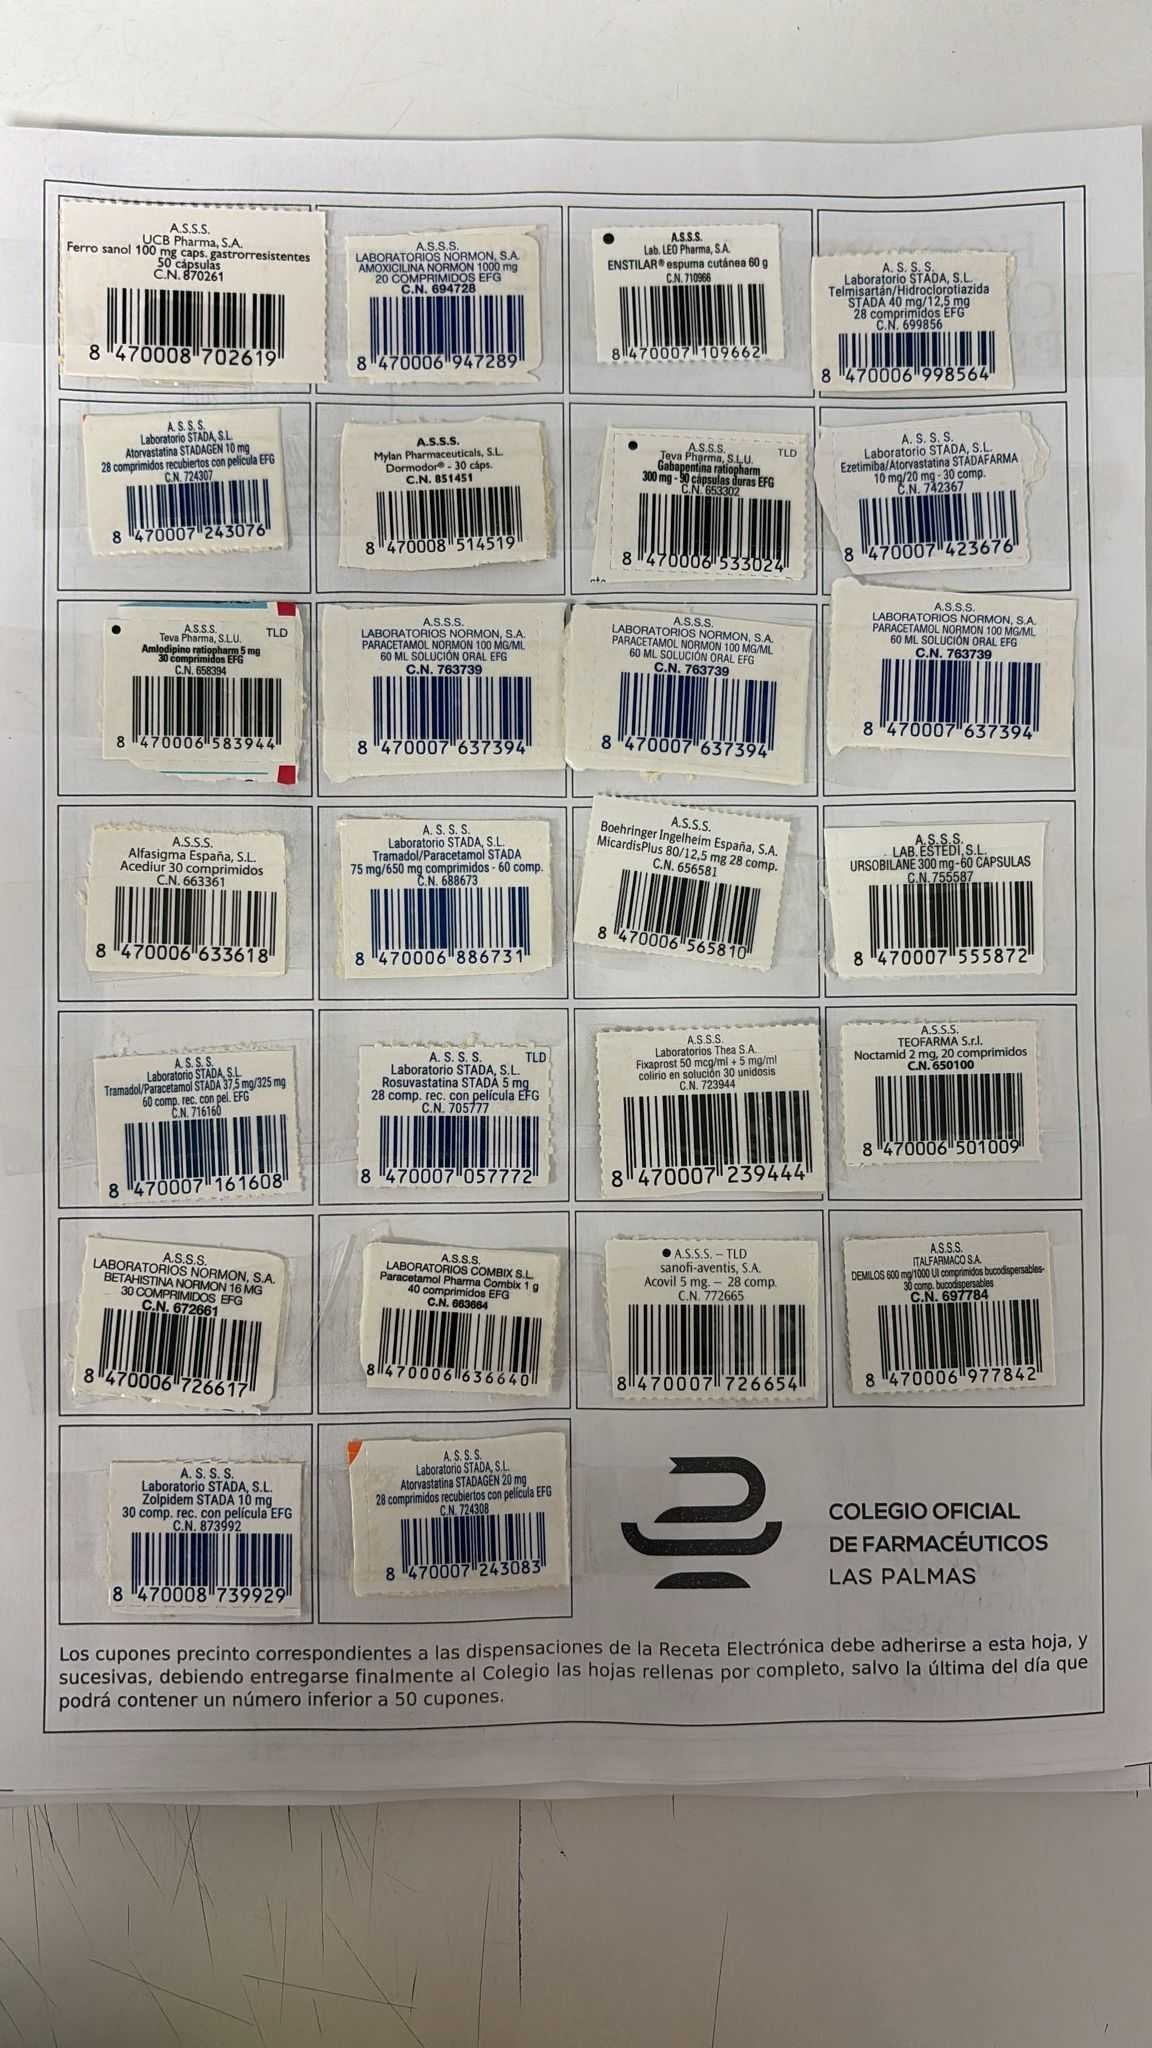 A.S.S.S.
UCB Pharma, S.A.
Ferro sanol 100 mg caps. gastrorresistentes
50 cápsulas
C.N. 870261
8 470008 702619
A.S.S.S.
LABORATORIOS NORMON, S.A.
AMOXICILINA NORMON 1000 mg
20 COMPRIMIDOS EFG
C.N. 694728
8 470006 947289
A.S.S.S.
Lab. LEO Pharma, S.A.
ENSTILAR® espuma cutánea 60 g
C.N. 710966
8 470007 109662
A. S. S. S.
Laboratorio STADA, S.L.
Telmisartán/Hidroclorotiazida
STADA 40 mg/12,5 mg
28 comprimidos EFG
C.N. 699856
8 470006 998564
A. S. S. S.
Laboratorio STADA, S.L.
Atorvastatina STADAGEN 10 mg
28 comprimidos recubiertos con película EFG
C.N. 724307
8 470007 243076
A.S.S.S.
Mylan Pharmaceuticals, S.L.
Dormodor® - 30 cáps.
C.N. 851451
8 470008 514519
A.S.S.S. TLD
Teva Pharma, S.L.U.
Gabapentina ratiopharm
300 mg - 90 cápsulas duras EFG
C.N. 653302
8 470006 533024
A. S. S. S.
Laboratorio STADA, S.L.
Ezetimiba/Atorvastatina STADAFARMA
10 mg/20 mg - 30 comp.
C.N. 742367
8 470007 423676
A.S.S.S. TLD
Teva Pharma, S.L.U.
Amlodipino ratiopharm 5 mg
30 comprimidos EFG
C.N. 658394
8 470006 583944
A.S.S.S.
LABORATORIOS NORMON, S.A.
PARACETAMOL NORMON 100 MG/ML
60 ML SOLUCIÓN ORAL EFG
C.N. 763739
8 470007 637394
A.S.S.S.
LABORATORIOS NORMON, S.A.
PARACETAMOL NORMON 100 MG/ML
60 ML SOLUCIÓN ORAL EFG
C.N. 763739
8 470007 637394
A.S.S.S.
LABORATORIOS NORMON, S.A.
PARACETAMOL NORMON 100 MG/ML
60 ML SOLUCIÓN ORAL EFG
C.N. 763739
8 470007 637394
A.S.S.S.
Alfasigma España, S.L.
Acediur 30 comprimidos
C.N. 663361
8 470006 633618
A. S. S. S.
Laboratorio STADA, S.L.
Tramadol/Paracetamol STADA
75 mg/650 mg comprimidos - 60 comp.
C.N. 688673
8 470006 886731
A.S.S.S.
Boehringer Ingelheim España, S.A.
MicardisPlus 80/12,5 mg 28 comp.
C.N. 656581
8 470006 565810
A.S.S.S.
LAB. ESTEDI, S.L.
URSOBILANE 300 mg-60 CAPSULAS
C.N. 755587
8 470007 555872
A. S. S. S.
Laboratorio STADA, S.L.
Tramadol/Paracetamol STADA 37,5 mg/325 mg
60 comp. rec. con pel. EFG
C.N. 716160
8 470007 161608
A. S. S. S. TLD
Laboratorio STADA, S.L.
Rosuvastatina STADA 5 mg
28 comp. rec. con película EFG
C.N. 705777
8 470007 057772
A.S.S.S.
Laboratorios Thea S.A.
Fixaprost 50 mcg/ml + 5 mg/ml
colirio en solución 30 unidosis
C.N. 723944
8 470007 239444
A.S.S.S.
TEOFARMA S.r.l.
Noctamid 2 mg, 20 comprimidos
C.N. 650100
8 470006 501009
A.S.S.S.
LABORATORIOS NORMON, S.A.
BETAHISTINA NORMON 16 MG
30 COMPRIMIDOS EFG
C.N. 672661
8 470006 726617
A.S.S.S.
LABORATORIOS COMBIX S.L.
Paracetamol Pharma Combix 1 g
40 comprimidos EFG
C.N. 663664
8 470006 636640
A.S.S.S. – TLD
sanofi-aventis, S.A.
Acovil 5 mg. – 28 comp.
C.N. 772665
8 470007 726654
A.S.S.S.
ITALFARMACO S.A.
DEMILOS 600 mg/1000 UI comprimidos bucodispersables-
30 comp. bucodispersables
C.N. 697784
8 470006 977842
A. S. S. S.
Laboratorio STADA, S.L.
Zolpidem STADA 10 mg
30 comp. rec. con película EFG
C.N. 873992
8 470008 739929
A. S. S. S.
Laboratorio STADA, S.L.
Atorvastatina STADAGEN 20 mg
28 comprimidos recubiertos con película EFG
C.N. 724308
8 470007 243083
COLEGIO OFICIAL
DE FARMACÉUTICOS
LAS PALMAS
Los cupones precinto correspondientes a las dispensaciones de la Receta Electrónica debe adherirse a esta hoja, y
sucesivas, debiendo entregarse finalmente al Colegio las hojas rellenas por completo, salvo la última del día que
podrá contener un número inferior a 50 cupones.